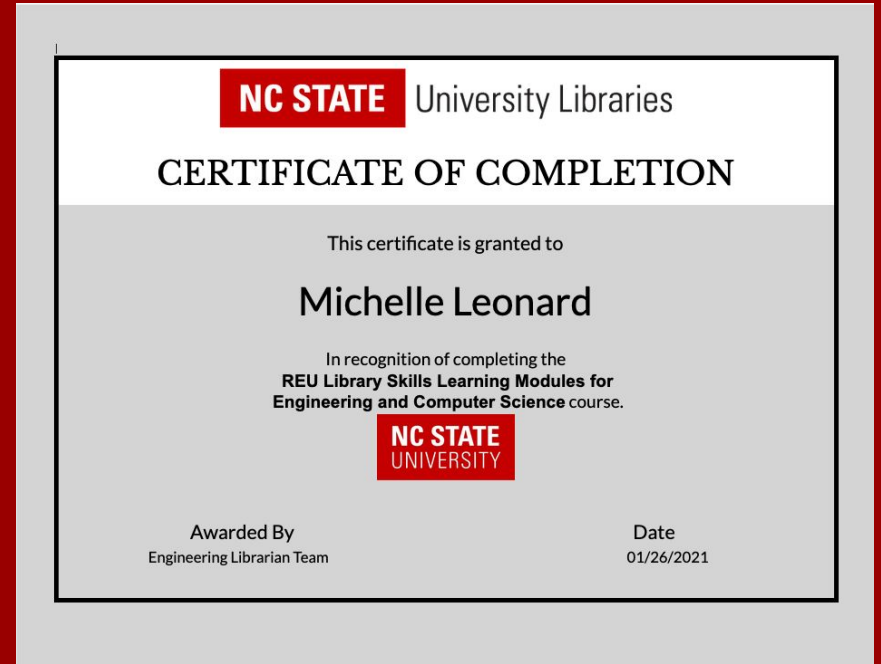 NC STATE University Libraries
CERTIFICATE OF COMPLETION
This certificate is granted to
Michelle Leonard
In recognition of completing the
REU Library Skills Learning Modules for
Engineering and Computer Science course.
NC STATE
UNIVERSITY
Awarded By
Date
Engineering Librarian Team
01/26/2021